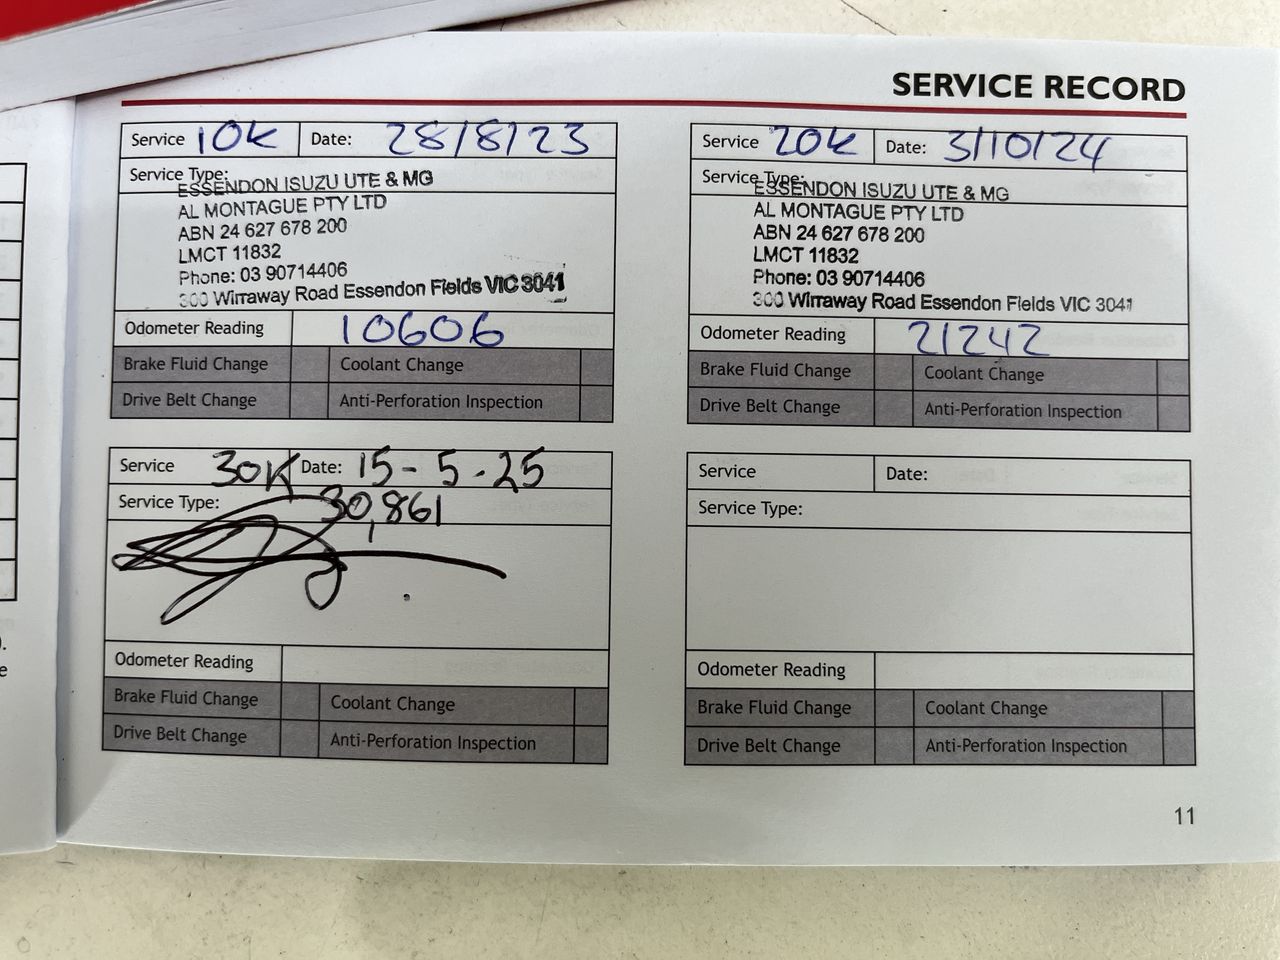 SERVICE RECORD
Service 10K Date: 28/8/23
Service Type:
ESSENDON ISUZU UTE & MG
AL MONTAGUE PTY LTD
ABN 24 627 678 200
LMCT 11832
Phone: 03 90714406
300 Wirraway Road Essendon Fields VIC 3041
Odometer Reading 10606
Brake Fluid Change Coolant Change
Drive Belt Change Anti-Perforation Inspection
Service 20K Date: 3/10/24
Service Type:
ESSENDON ISUZU UTE & MG
AL MONTAGUE PTY LTD
ABN 24 627 678 200
LMCT 11832
Phone: 03 90714406
300 Wirraway Road Essendon Fields VIC 3041
Odometer Reading 21242
Brake Fluid Change Coolant Change
Drive Belt Change Anti-Perforation Inspection
Service 30K Date: 15-5-25
Service Type: 30,861
Odometer Reading
Brake Fluid Change Coolant Change
Drive Belt Change Anti-Perforation Inspection
Service Date:
Service Type:
Odometer Reading
Brake Fluid Change Coolant Change
Drive Belt Change Anti-Perforation Inspection
11